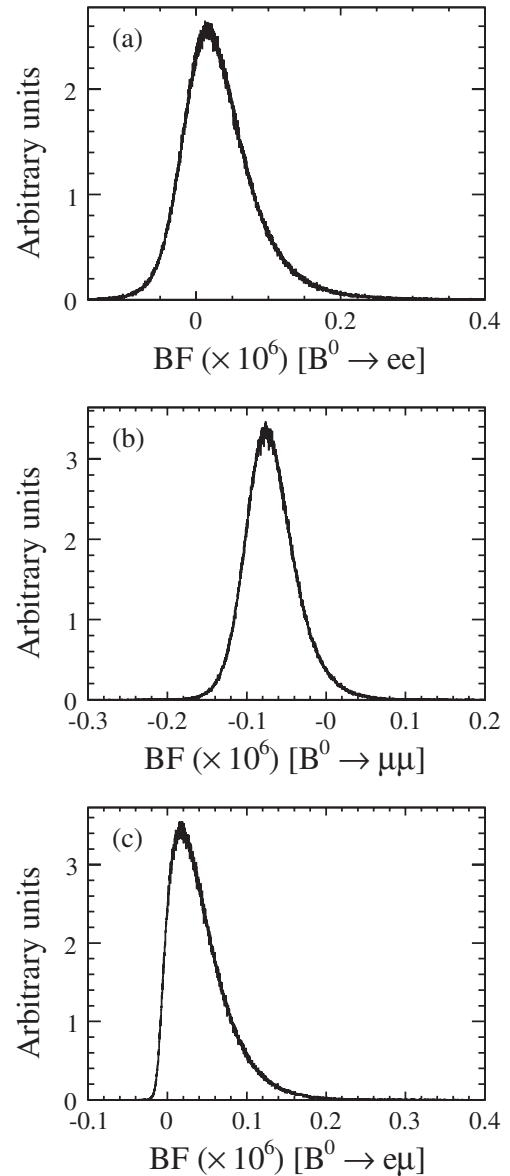 (a)
Arbitrary units
2
1
0
0 0.2 0.4
BF (× 10⁶) [B⁰ → ee]
(b)
Arbitrary units
3
2
1
0
-0.3 -0.2 -0.1 -0 0.1 0.2
BF (× 10⁶) [B⁰ → μμ]
(c)
Arbitrary units
3
2
1
0
-0.1 0 0.1 0.2 0.3 0.4
BF (× 10⁶) [B⁰ → eμ]